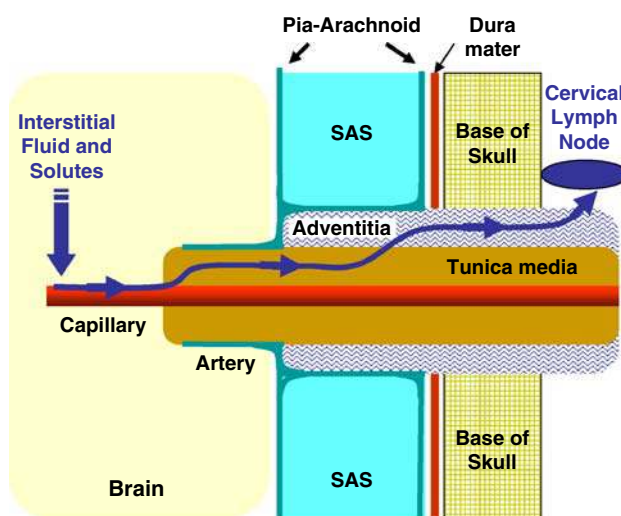 Pia-Arachnoid
Dura
mater
Interstitial
Fluid and
Solutes
SAS
Base of
Skull
Cervical
Lymph
Node
Adventitia
Tunica media
Capillary
Artery
Brain
SAS
Base of
Skull